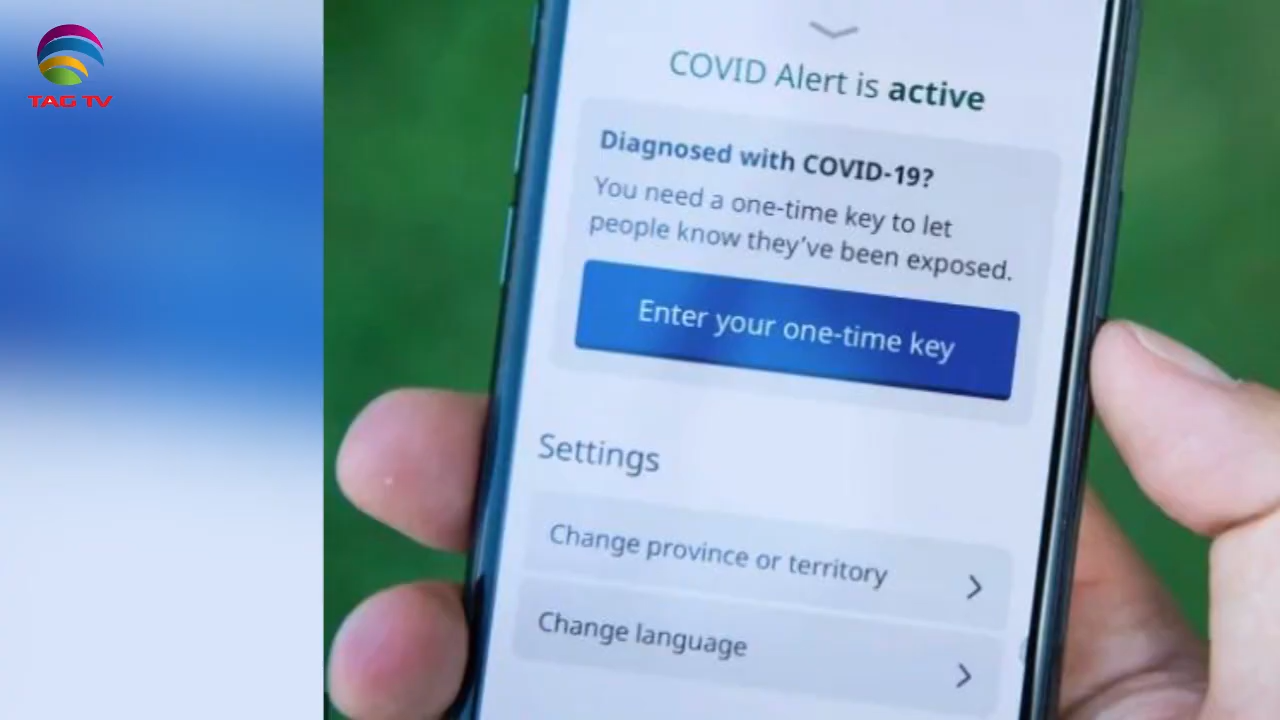 TAG TV
COVID Alert is active
Diagnosed with COVID-19?
You need a one-time key to let
people know they've been exposed.
Enter your one-time key
Settings
Change province or territory
Change language